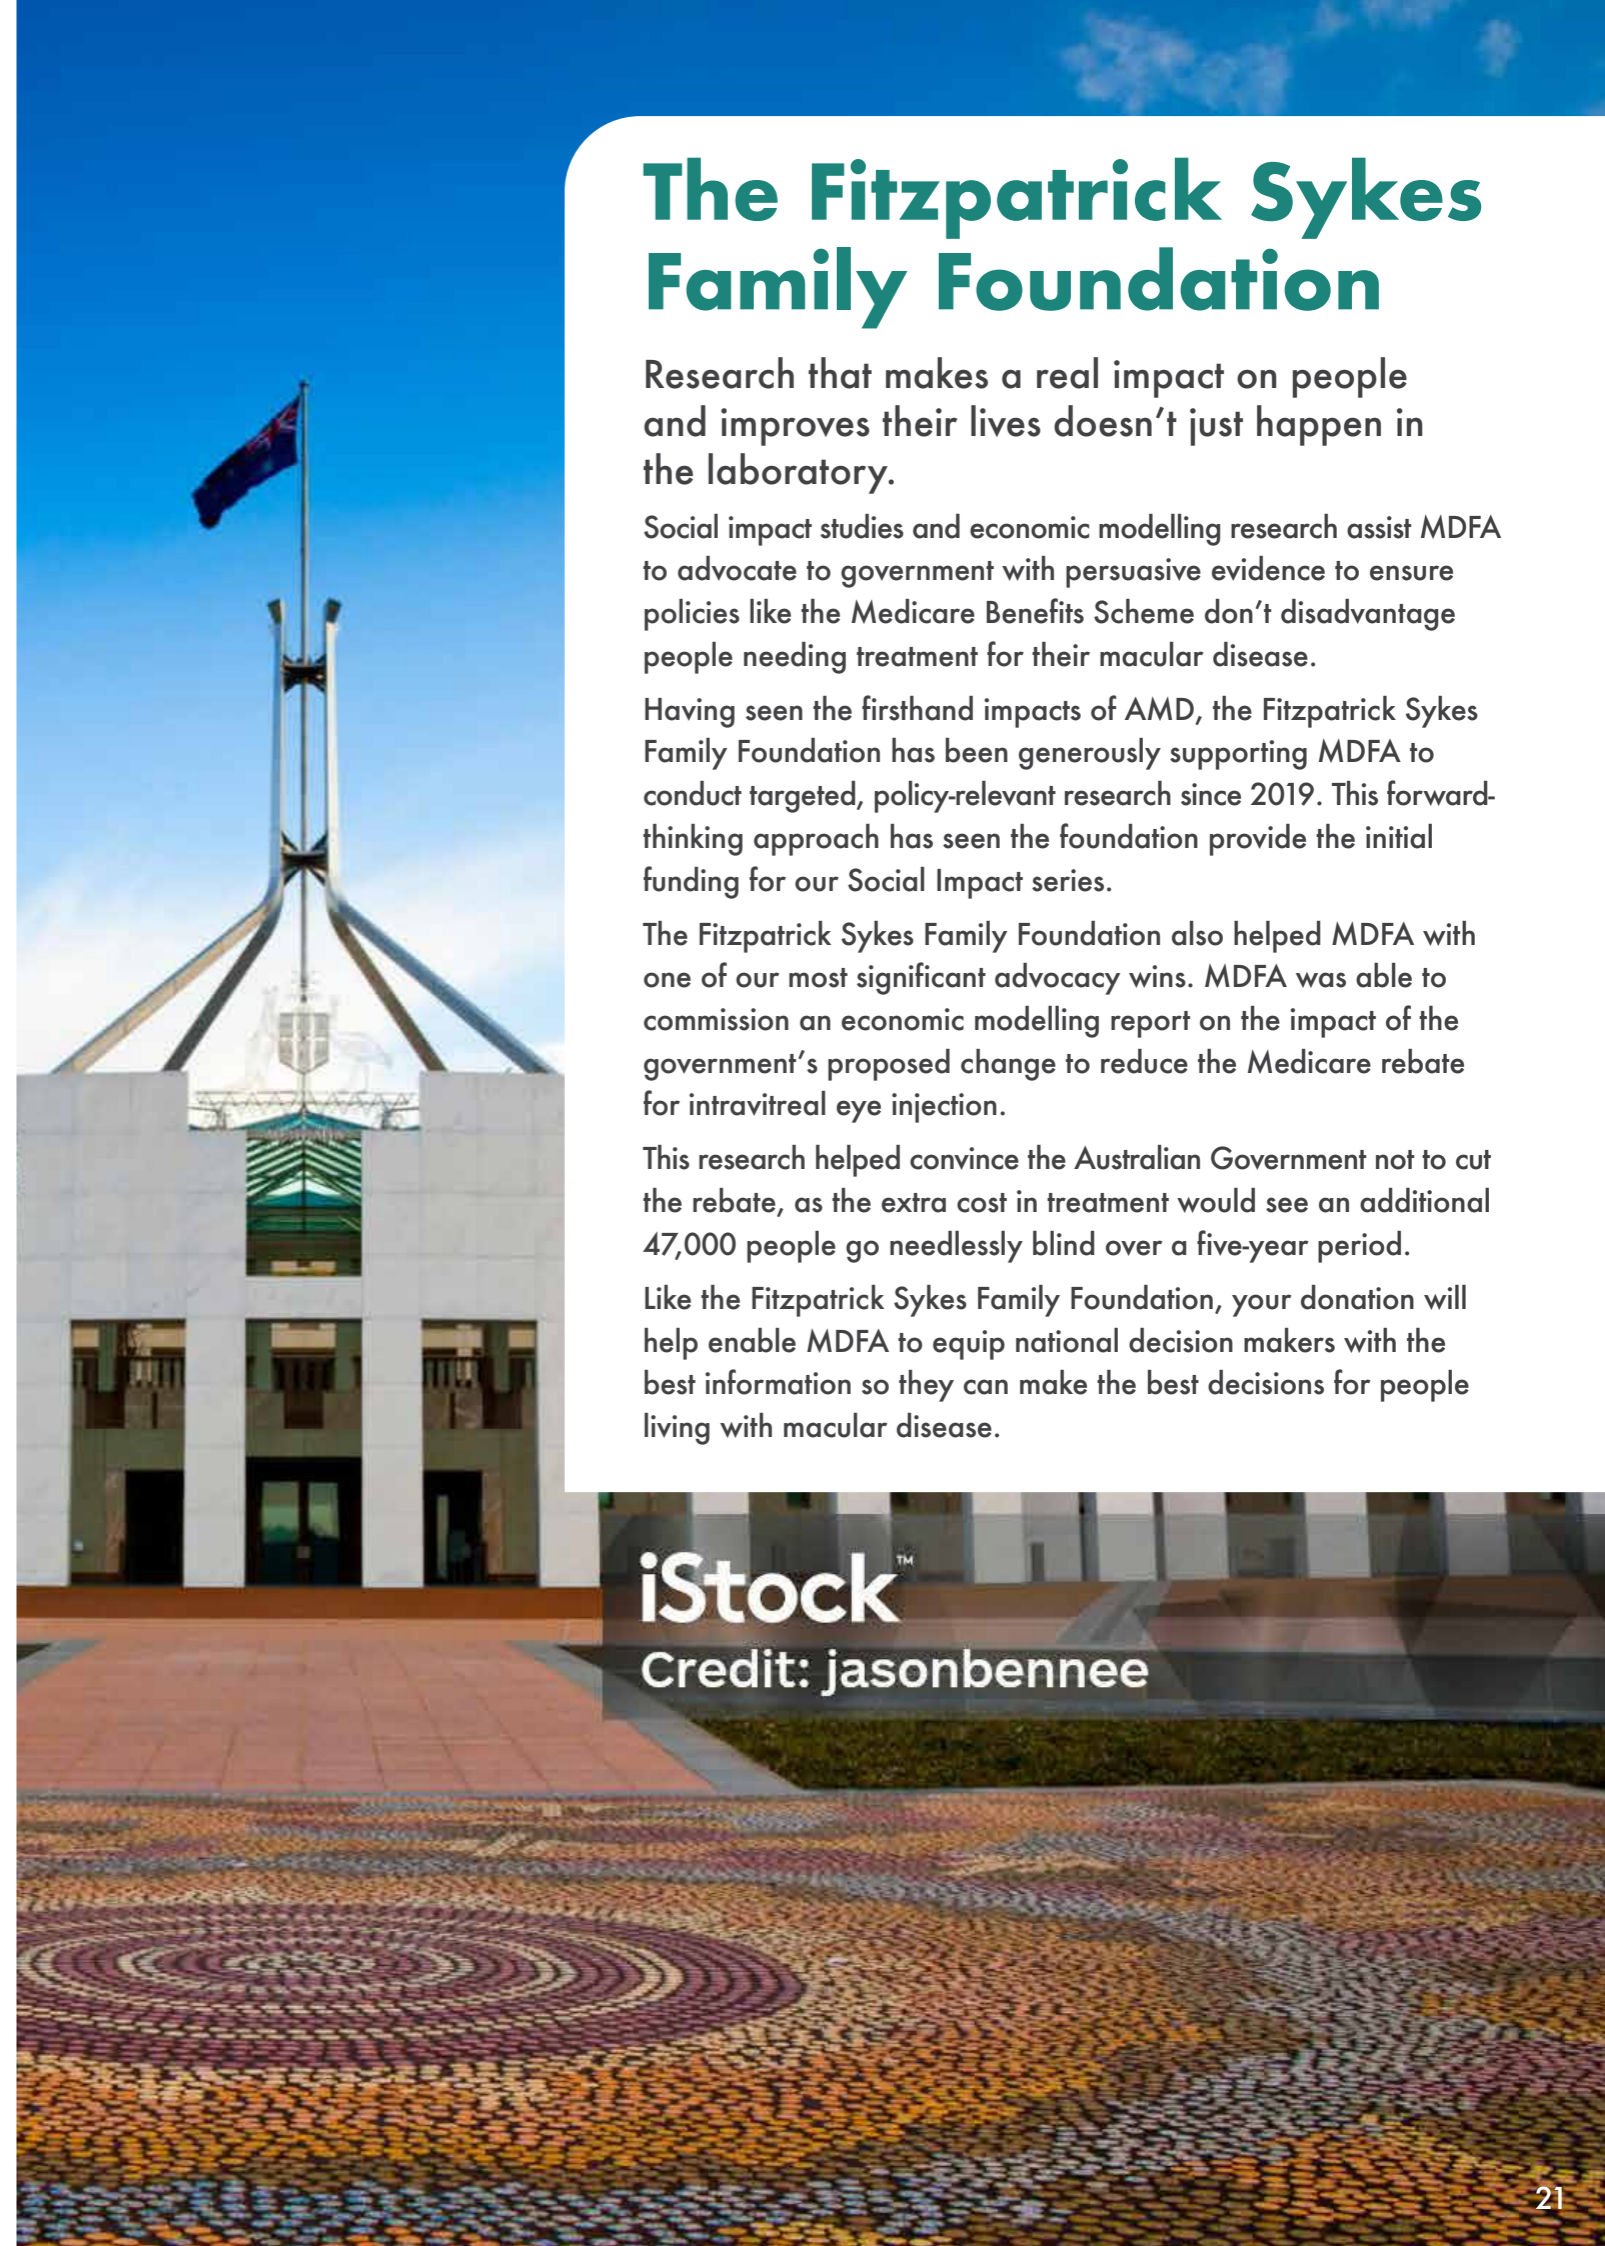 The Fitzpatrick Sykes
Family Foundation
Research that makes a real impact on people
and improves their lives doesn't just happen in
the laboratory.
Social impact studies and economic modelling research assist MDFA
to advocate to government with persuasive evidence to ensure
policies like the Medicare Benefits Scheme don't disadvantage
people needing treatment for their macular disease.
Having seen the firsthand impacts of AMD, the Fitzpatrick Sykes
Family Foundation has been generously supporting MDFA to
conduct targeted, policy-relevant research since 2019. This forward-
thinking approach has seen the foundation provide the initial
funding for our Social Impact series.
The Fitzpatrick Sykes Family Foundation also helped MDFA with
one of our most significant advocacy wins. MDFA was able to
commission an economic modelling report on the impact of the
government's proposed change to reduce the Medicare rebate
for intravitreal eye injection.
This research helped convince the Australian Government not to cut
the rebate, as the extra cost in treatment would see an additional
47,000 people go needlessly blind over a five-year period.
Like the Fitzpatrick Sykes Family Foundation, your donation will
help enable MDFA to equip national decision makers with the
best information so they can make the best decisions for people
living with macular disease.
iStock™
Credit: jasonbennee
21